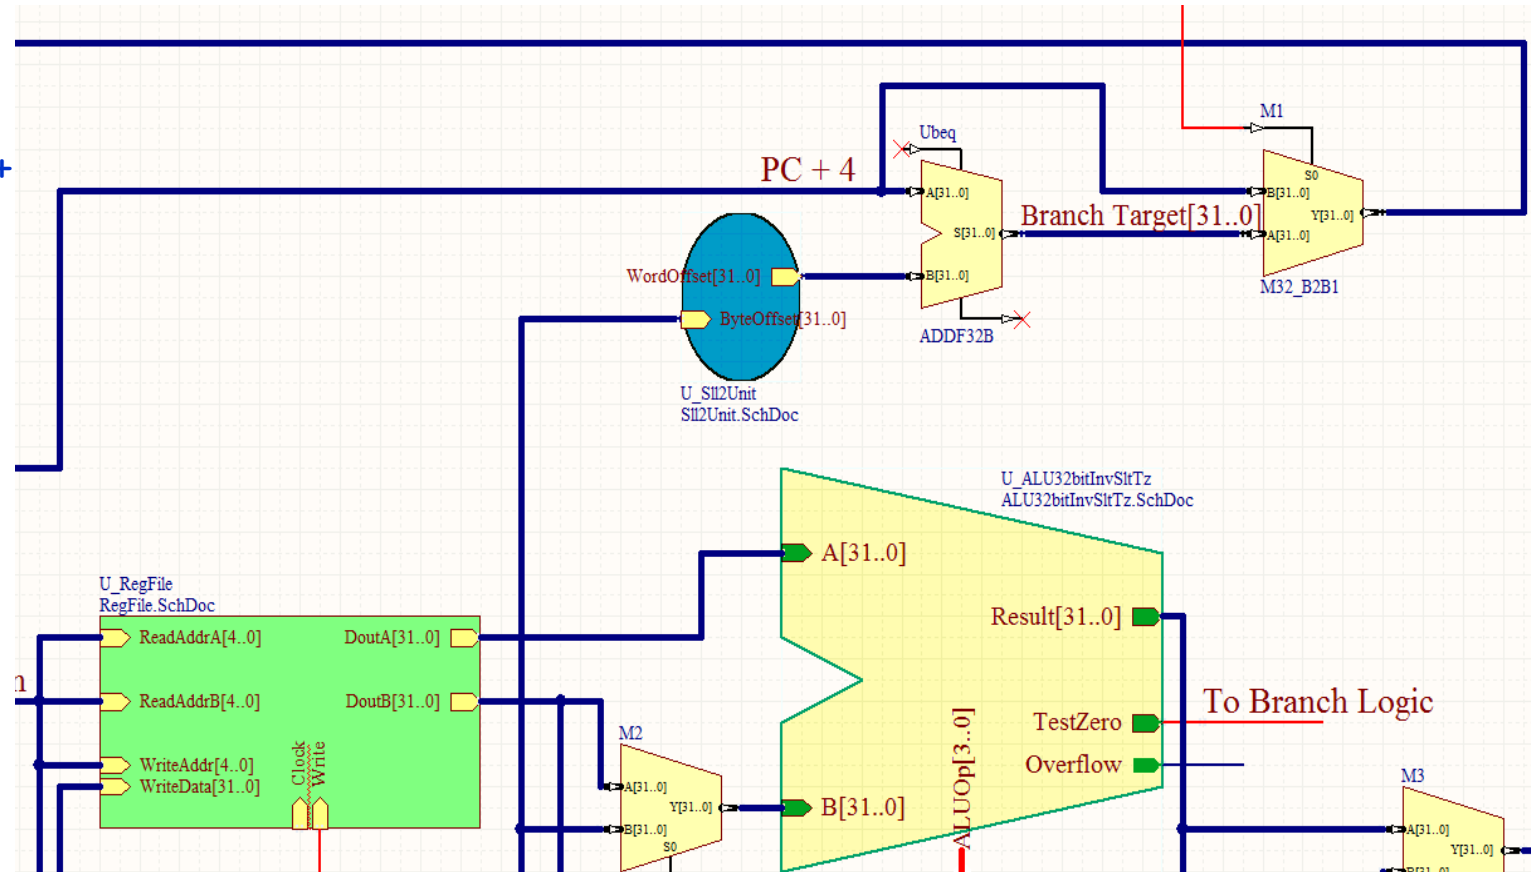 M1
Ubeq
PC + 4
S0
A[31..0]
B[31..0]
Branch Target[31..0]
Y[31..0]
S[31..0]
A[31..0]
WordOffset[31..0]
B[31..0]
M32_B2B1
ByteOffset[31..0]
ADDF32B
U_Sll2Unit
Sll2Unit.SchDoc
U_ALU32bitInvSltTz
ALU32bitInvSltTz.SchDoc
A[31..0]
U_RegFile
RegFile.SchDoc
Result[31..0]
ReadAddrA[4..0]
DoutA[31..0]
n
ReadAddrB[4..0]
DoutB[31..0]
To Branch Logic
TestZero
M2
Clock
Write
ALUOp[3..0]
WriteAddr[4..0]
Overflow
WriteData[31..0]
A[31..0]
M3
Y[31..0]
B[31..0]
B[31..0]
A[31..0]
S0
Y[31..0]